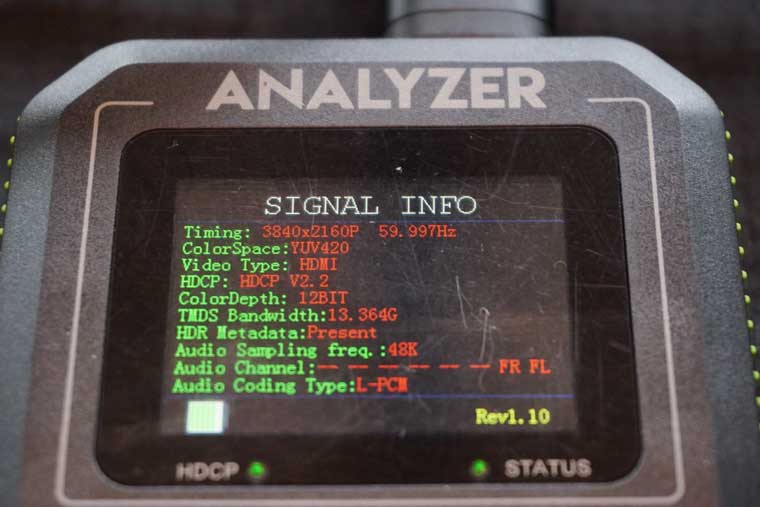 ANALYZER
SIGNAL INFO
Timing: 3840x2160P 59.997Hz
ColorSpace:YUV420
Video Type: HDMI
HDCP: HDCP V2.2
ColorDepth: 12BIT
TMDS Bandwidth:13.364G
HDR Metadata:Present
Audio Sampling freq.:48K
Audio Channel:-- -- -- -- -- -- FR FL
Audio Coding Type:L-PCM
Rev1.10
HDCP STATUS